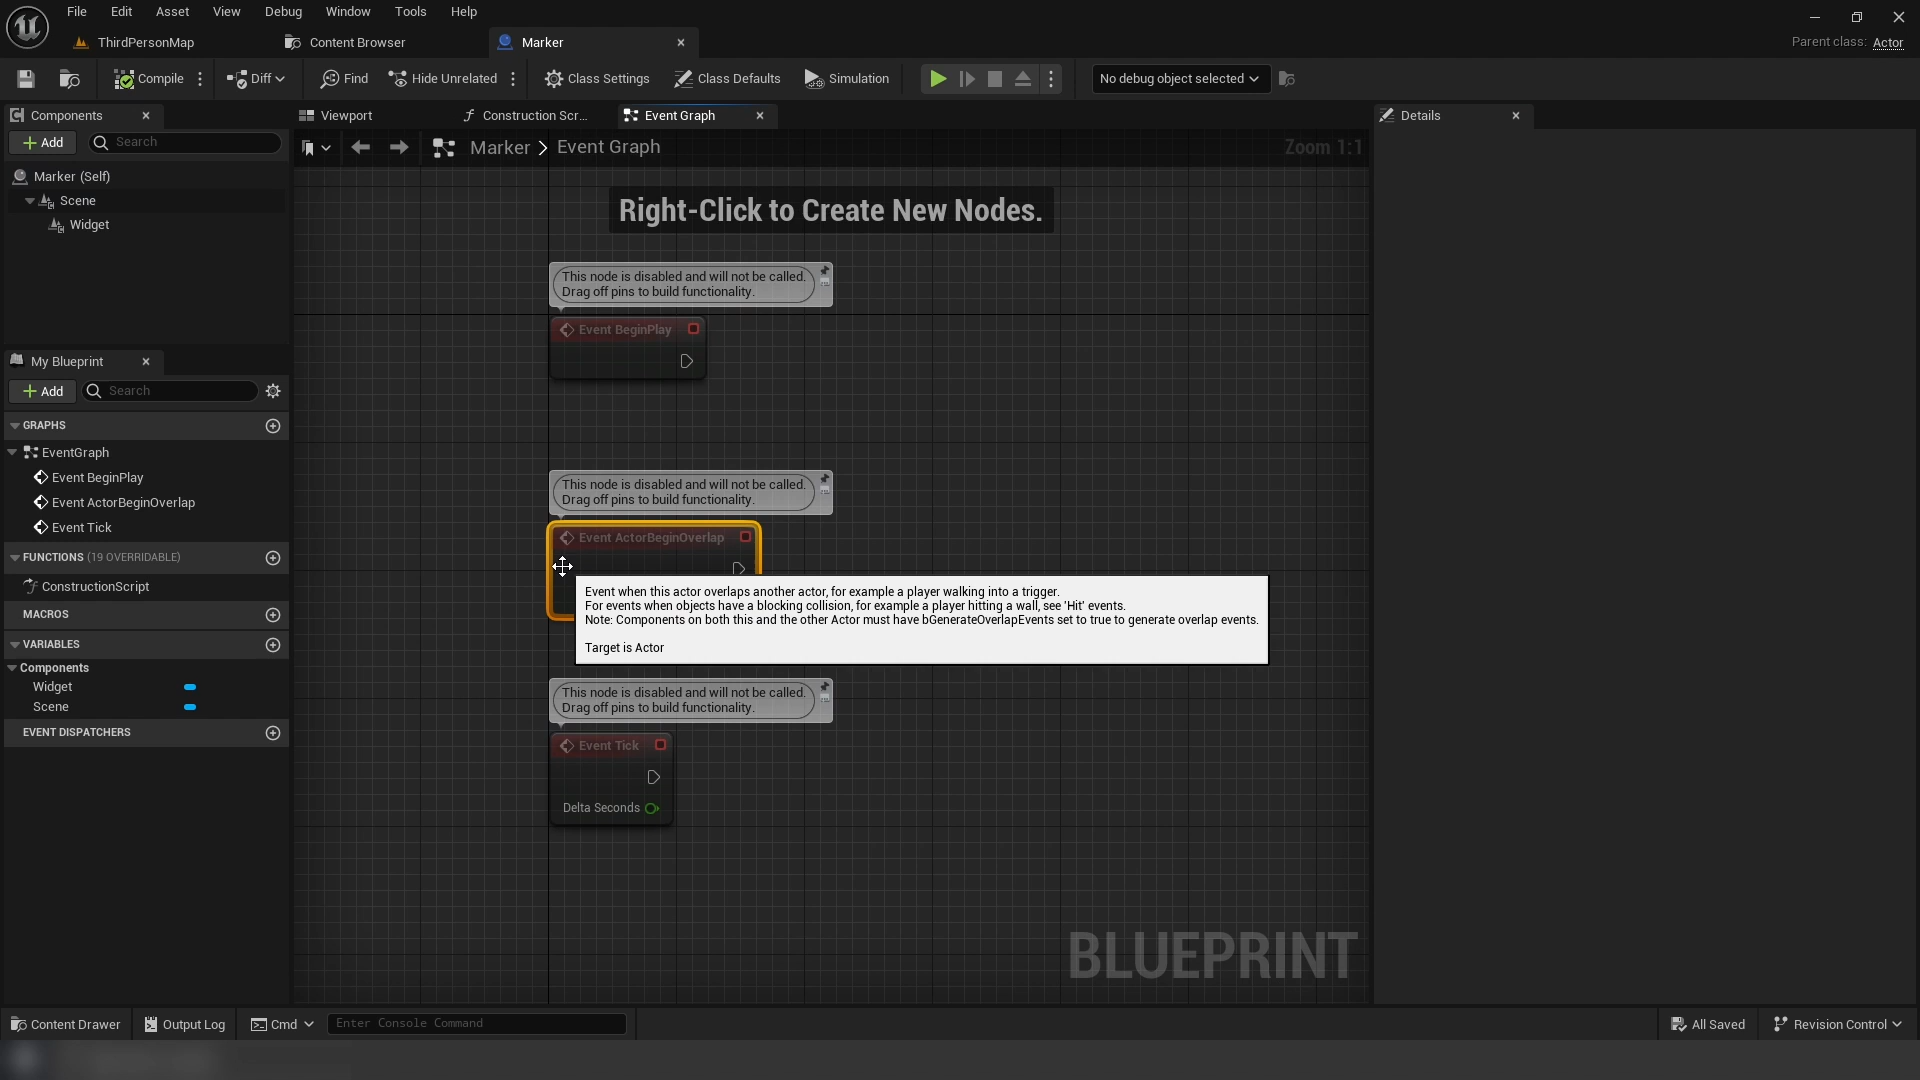 File Edit Asset View Debug Window Tools Help
ThirdPersonMap Content Browser Marker Parent class: Actor
Compile Diff Find Hide Unrelated Class Settings Class Defaults Simulation No debug object selected
Components
Add Search
Marker (Self)
Scene
Widget
My Blueprint
Add Search
GRAPHS
EventGraph
Event BeginPlay
Event ActorBeginOverlap
Event Tick
FUNCTIONS (19 OVERRIDABLE)
ConstructionScript
MACROS
VARIABLES
Components
Widget
Scene
EVENT DISPATCHERS
Viewport Construction Scr... Event Graph
Marker > Event Graph Zoom 1:1
Right-Click to Create New Nodes.
This node is disabled and will not be called.
Drag off pins to build functionality.
Event BeginPlay
This node is disabled and will not be called.
Drag off pins to build functionality.
Event ActorBeginOverlap
Event when this actor overlaps another actor, for example a player walking into a trigger.
For events when objects have a blocking collision, for example a player hitting a wall, see 'Hit' events.
Note: Components on both this and the other Actor must have bGenerateOverlapEvents set to true to generate overlap events.
Target is Actor
This node is disabled and will not be called.
Drag off pins to build functionality.
Event Tick
Delta Seconds
BLUEPRINT
Details
Content Drawer Output Log Cmd Enter Console Command All Saved Revision Control